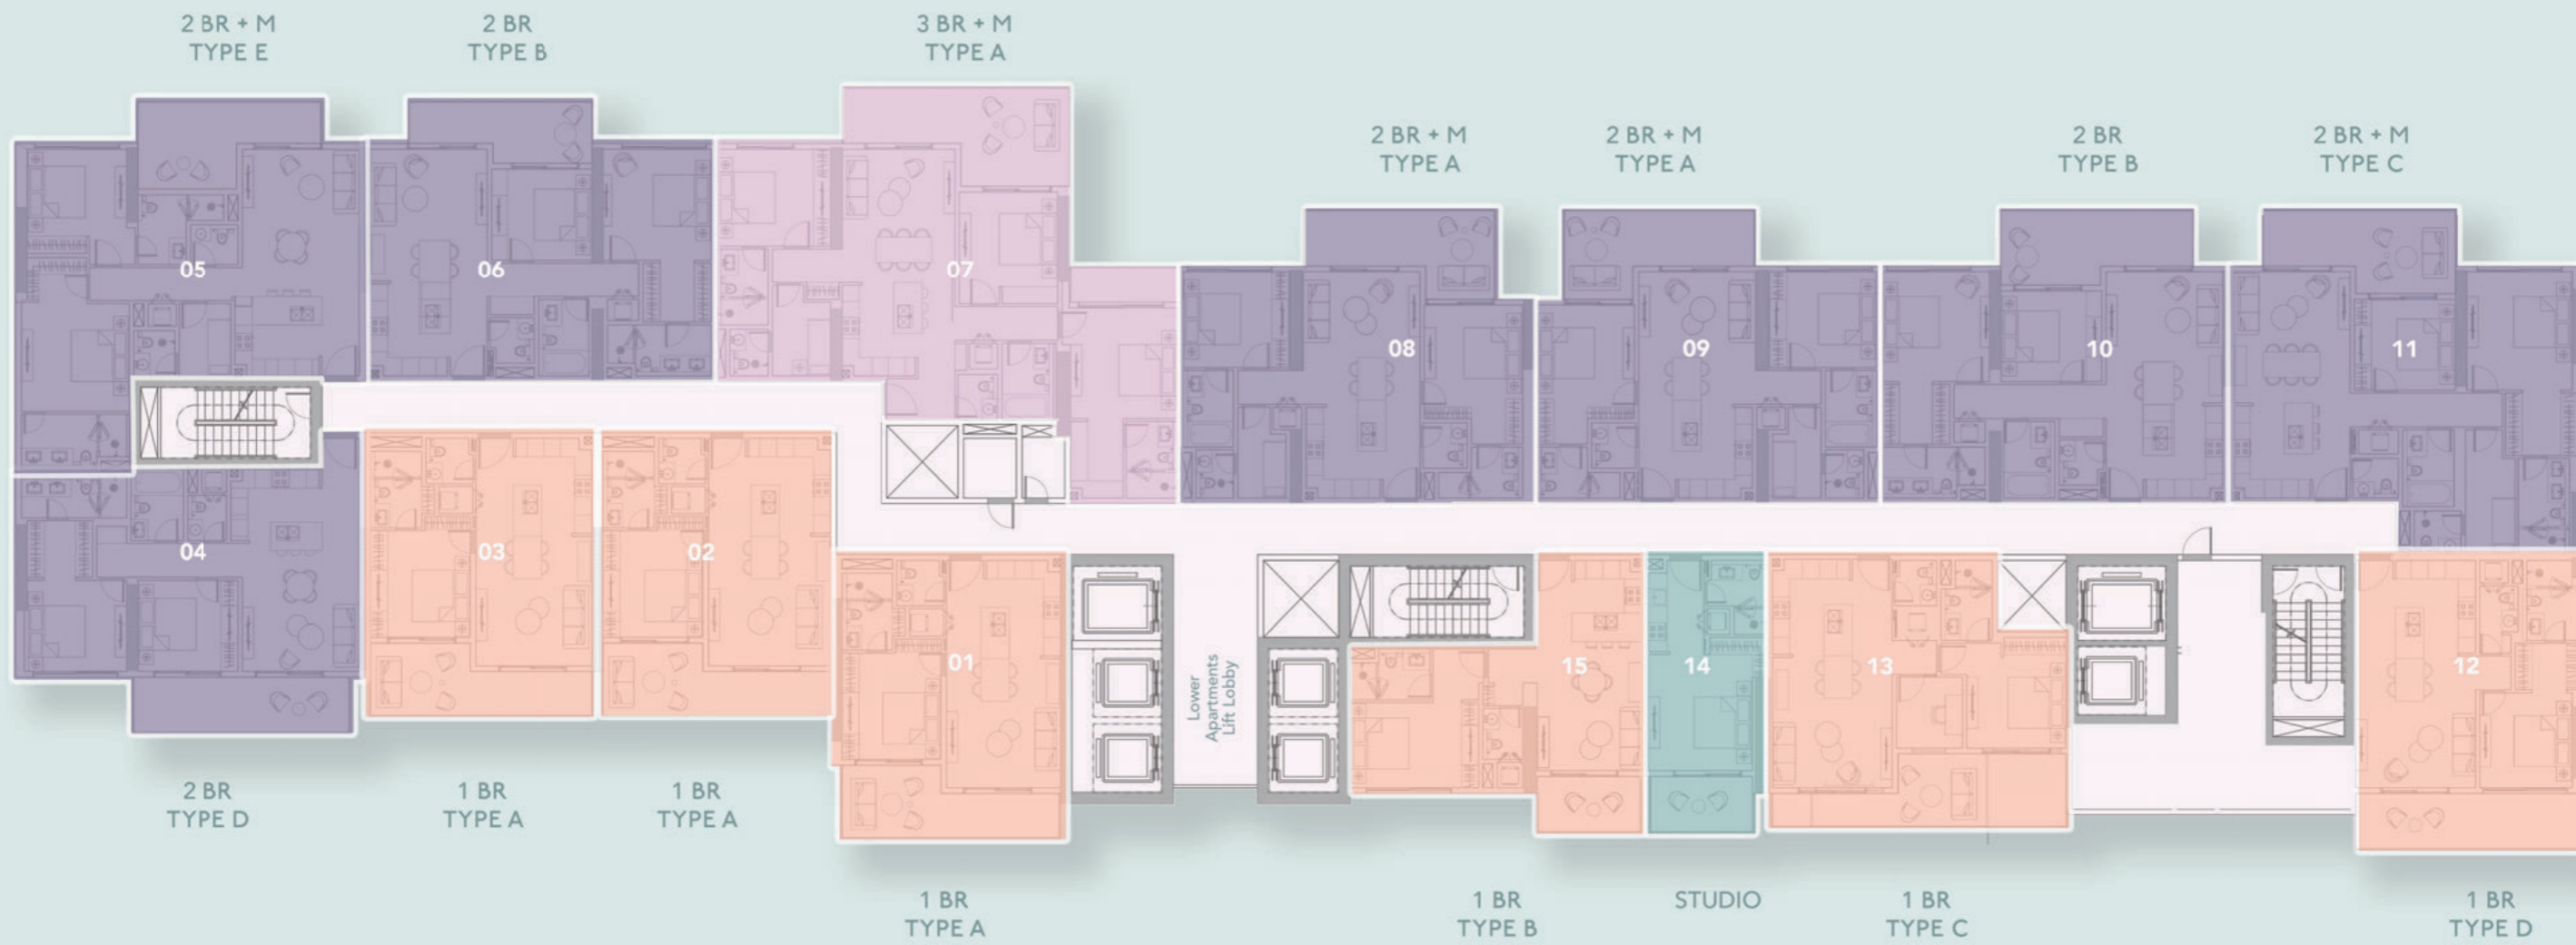 2 BR + M
TYPE E
2 BR
TYPE B
3 BR + M
TYPE A
2 BR + M
TYPE A
2 BR + M
TYPE A
2 BR
TYPE B
2 BR + M
TYPE C
05
06
07
08
09
10
11
04
03
02
01
15
14
13
12
Lower
Apartments
Lift Lobby
2 BR
TYPE D
1 BR
TYPE A
1 BR
TYPE A
1 BR
TYPE A
1 BR
TYPE B
STUDIO
1 BR
TYPE C
1 BR
TYPE D